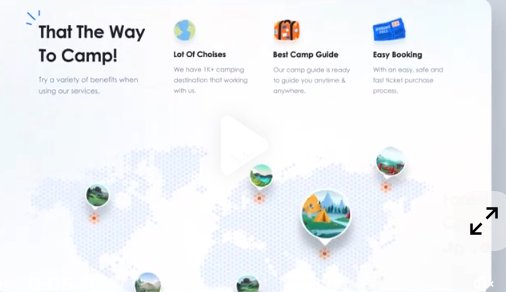 That The Way
To Camp!
Try a variety of benefits when
using our services.
Lot Of Choises
We have 1K+ camping
destination that working
with us.
Best Camp Guide
Our camp guide is ready
to guide you anytime &
anywhere.
Easy Booking
With an easy, safe and
fast ticket purchase
process.